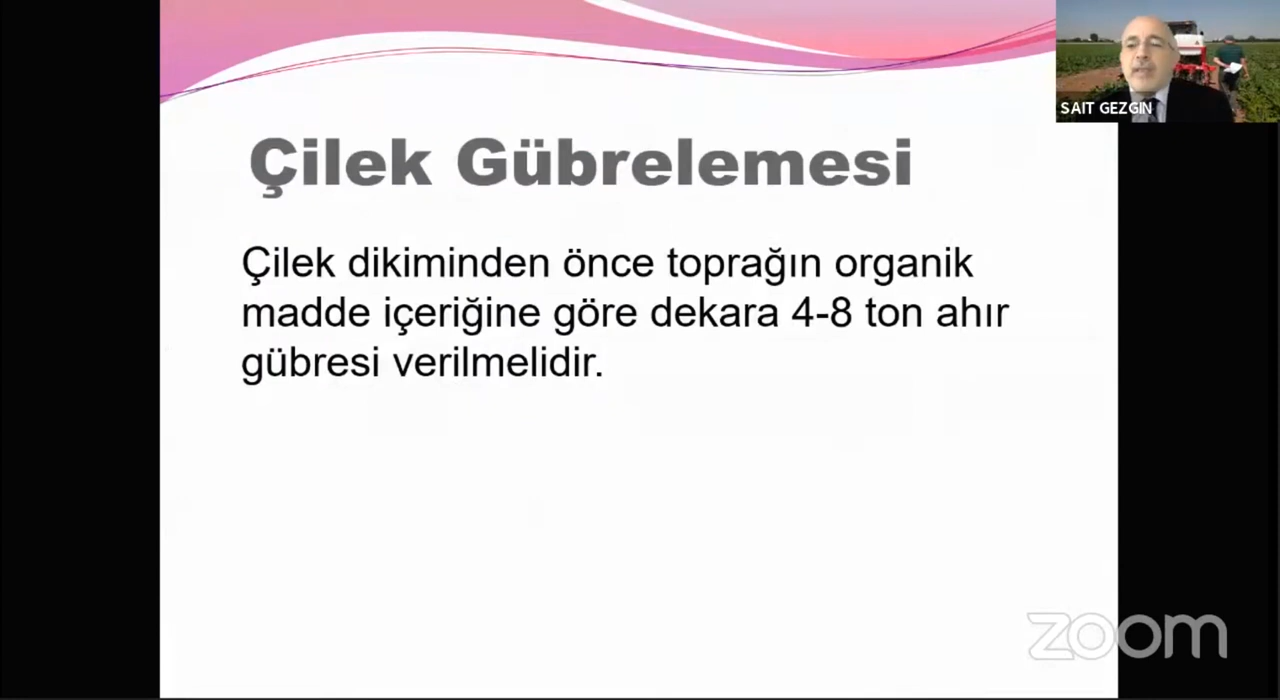 SAIT GEZGIN
Çilek Gübrelemesi
Çilek dikiminden önce toprağın organik
madde içeriğine göre dekara 4-8 ton ahır
gübresi verilmelidir.
zoom